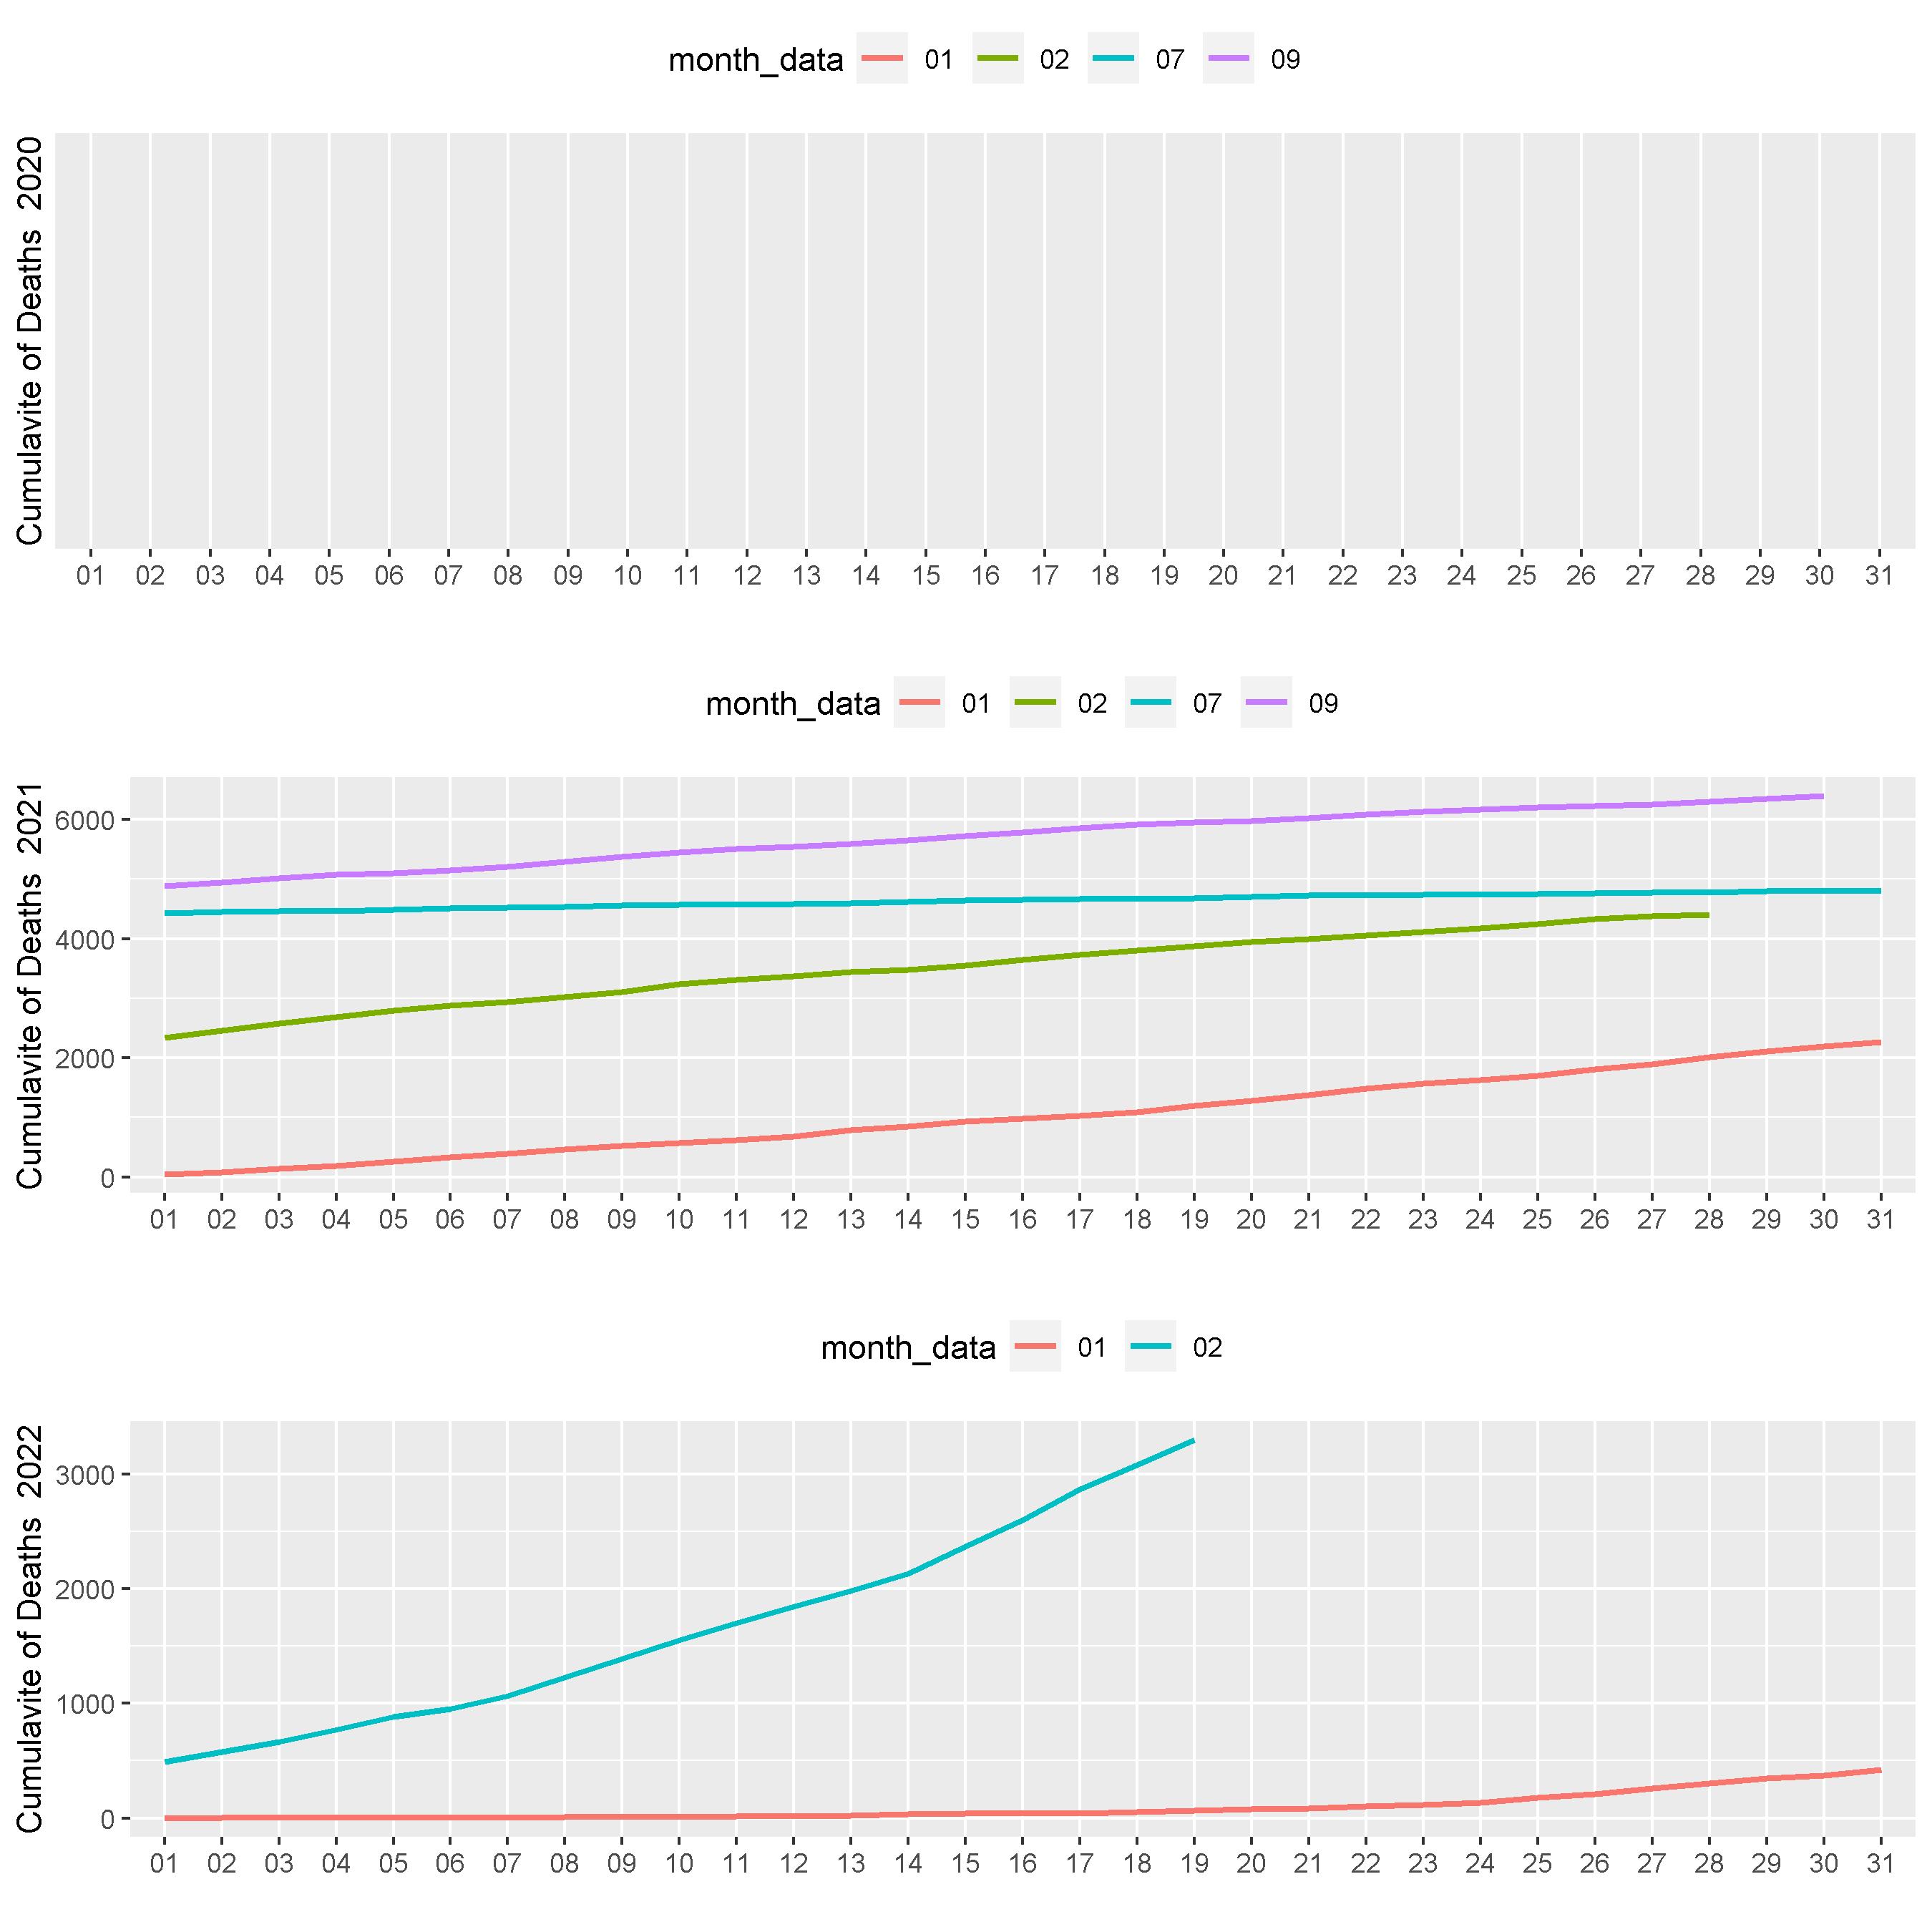 month_data 01 02 07 09
Cumulavite of Deaths  2020
01 02 03 04 05 06 07 08 09 10 11 12 13 14 15 16 17 18 19 20 21 22 23 24 25 26 27 28 29 30 31
month_data 01 02 07 09
Cumulavite of Deaths  2021
6000
4000
2000
0
01 02 03 04 05 06 07 08 09 10 11 12 13 14 15 16 17 18 19 20 21 22 23 24 25 26 27 28 29 30 31
month_data 01 02
Cumulavite of Deaths  2022
3000
2000
1000
0
01 02 03 04 05 06 07 08 09 10 11 12 13 14 15 16 17 18 19 20 21 22 23 24 25 26 27 28 29 30 31